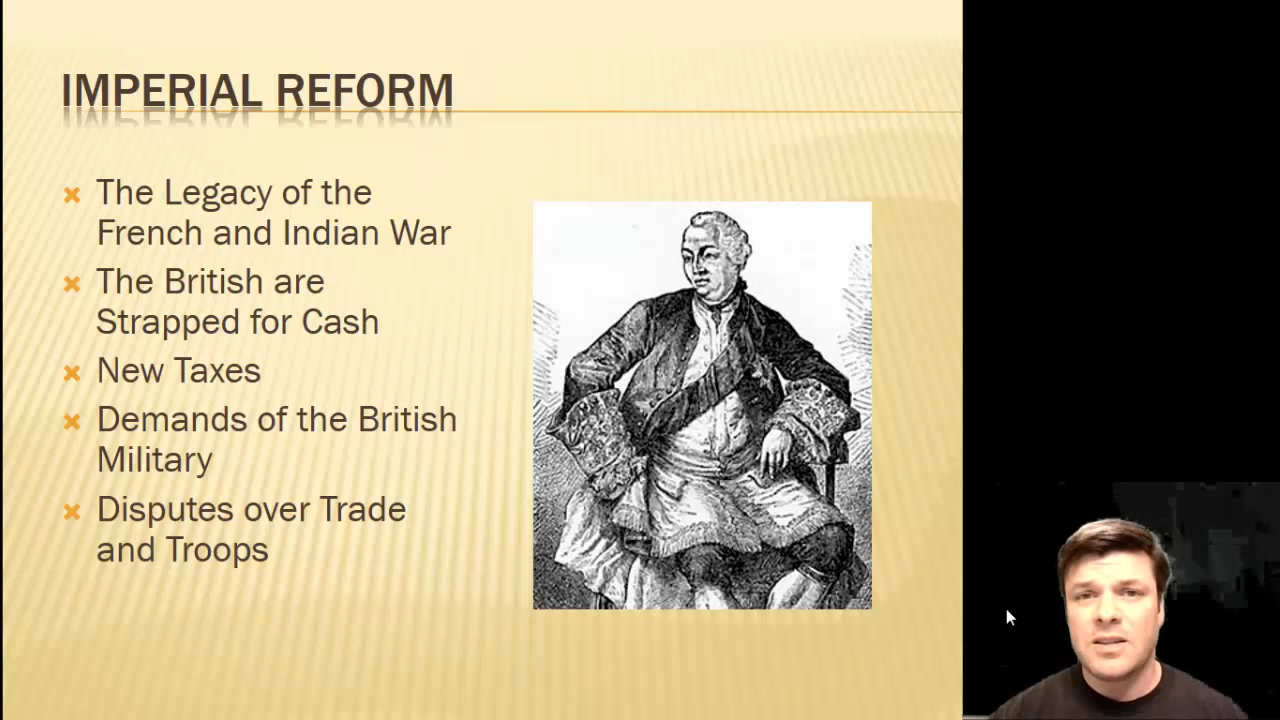 IMPERIAL REFORM
The Legacy of the
French and Indian War
The British are
Strapped for Cash
New Taxes
Demands of the British
Military
Disputes over Trade
and Troops